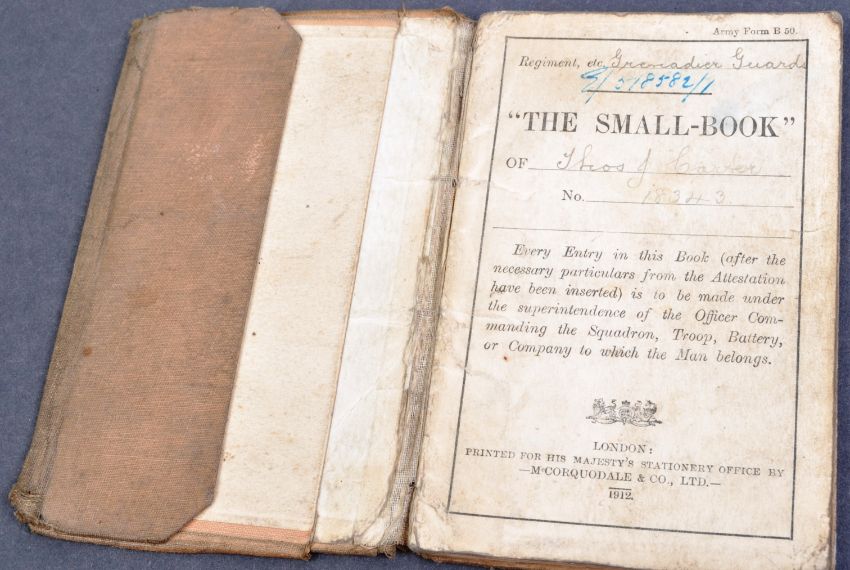 Army Form B 50.
Regiment, etc. Grenadier Guards
/518582/1
"THE SMALL-BOOK"
OF Thos J Carter
No. 18343
Every Entry in this Book (after the
necessary particulars from the Attestation
have been inserted) is to be made under
the superintendence of the Officer Com-
manding the Squadron, Troop, Battery,
or Company to which the Man belongs.
LONDON:
PRINTED FOR HIS MAJESTY'S STATIONERY OFFICE BY
—McCORQUODALE & CO., LTD.—
1912.